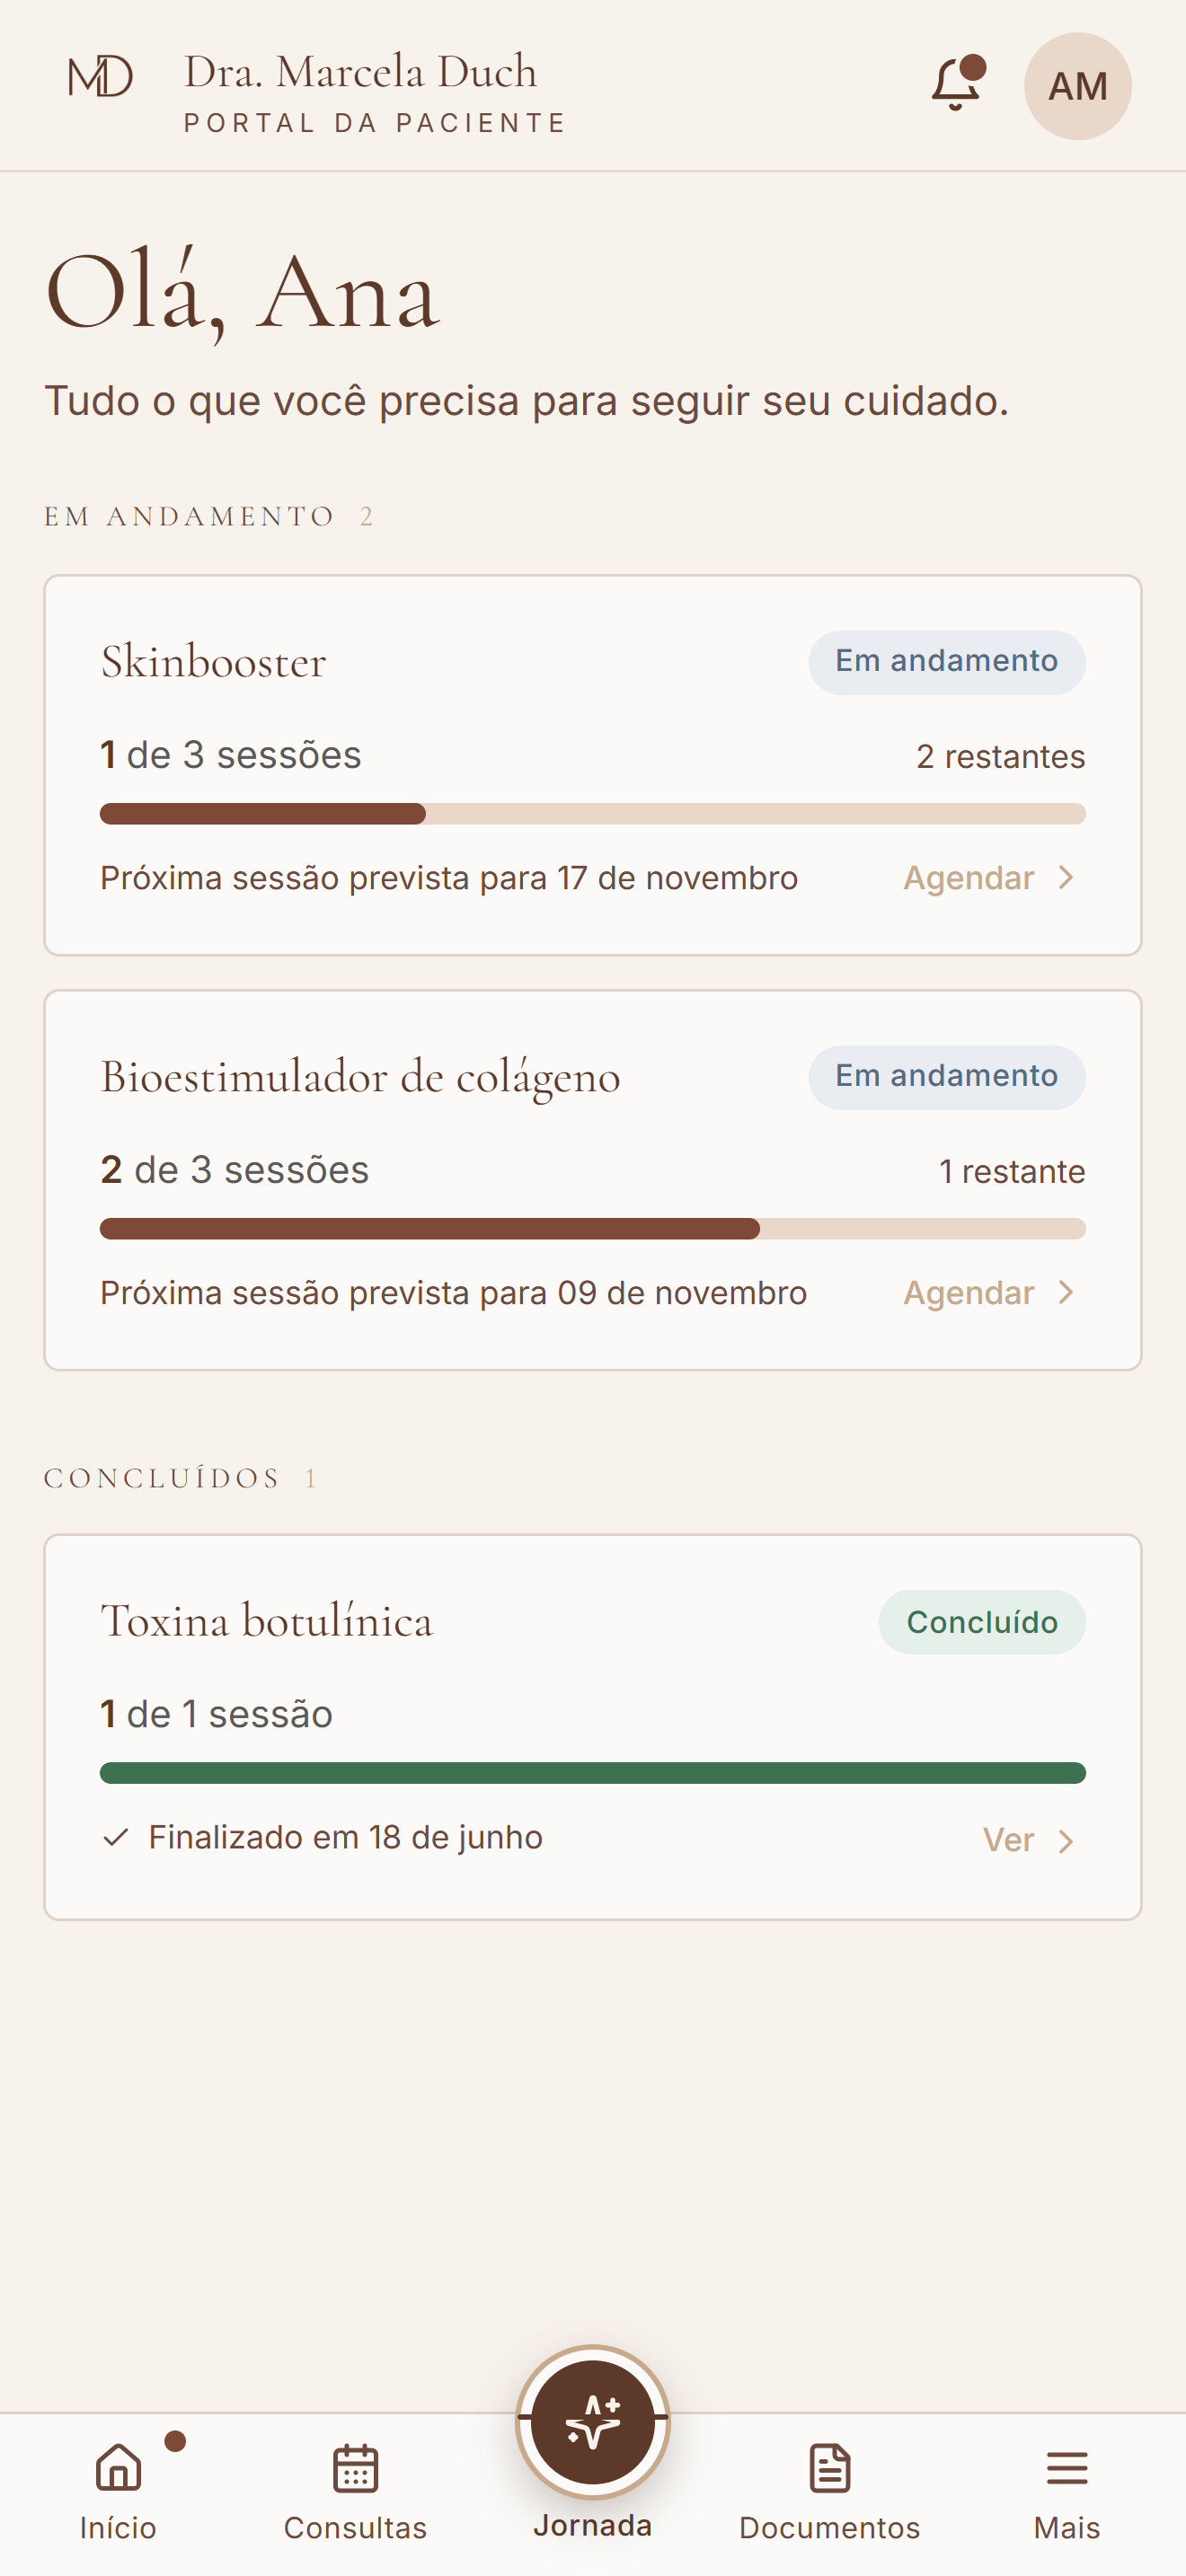 MD
Dra. Marcela Duch
PORTAL DA PACIENTE
AM
Olá, Ana
Tudo o que você precisa para seguir seu cuidado.
EM ANDAMENTO 2
Skinbooster
Em andamento
1 de 3 sessões
2 restantes
Próxima sessão prevista para 17 de novembro
Agendar
Bioestimulador de colágeno
Em andamento
2 de 3 sessões
1 restante
Próxima sessão prevista para 09 de novembro
Agendar
CONCLUÍDOS 1
Toxina botulínica
Concluído
1 de 1 sessão
Finalizado em 18 de junho
Ver
Início
Consultas
Jornada
Documentos
Mais